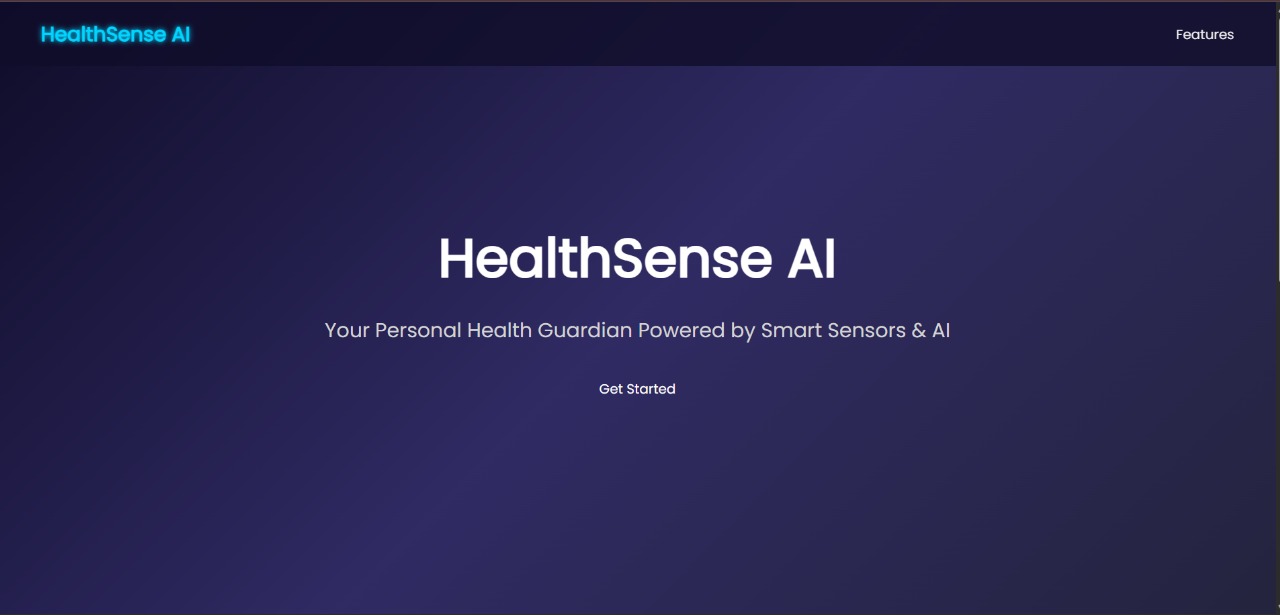 HealthSense AI
Features
HealthSense AI
Your Personal Health Guardian Powered by Smart Sensors & AI
Get Started